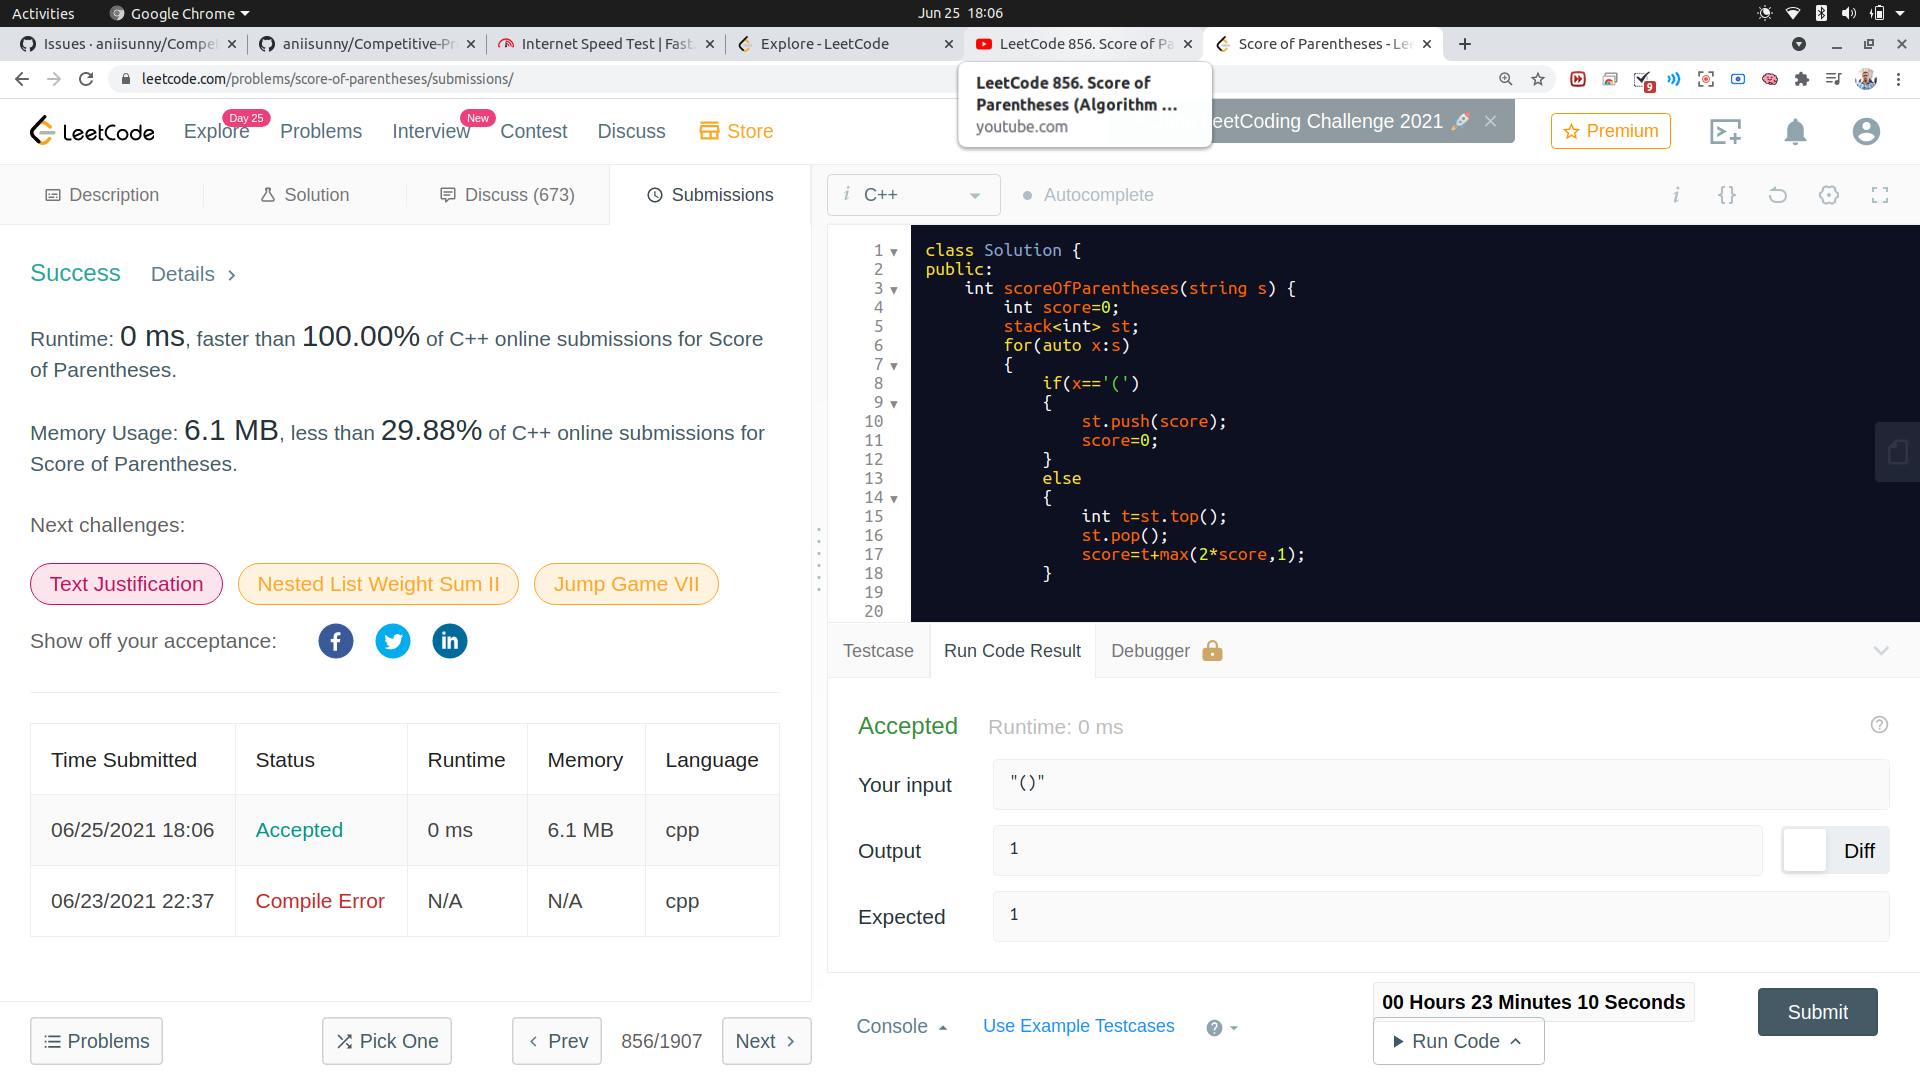 Activities
Google Chrome
Jun 25 18:06
Issues · aniisunny/Compe
aniisunny/Competitive-Pr
Internet Speed Test | Fast.
Explore - LeetCode
LeetCode 856. Score of Pa
Score of Parentheses - Le
leetcode.com/problems/score-of-parentheses/submissions/
9
LeetCode 856. Score of
Parentheses (Algorithm ...
youtube.com
LeetCode
Explore
Day 25
Problems
Interview
New
Contest
Discuss
Store
eetCoding Challenge 2021
Premium
Description
Solution
Discuss (673)
Submissions
i C++
Autocomplete
Success
Details
Runtime: 0 ms, faster than 100.00% of C++ online submissions for Score
of Parentheses.
Memory Usage: 6.1 MB, less than 29.88% of C++ online submissions for
Score of Parentheses.
Next challenges:
Text Justification
Nested List Weight Sum II
Jump Game VII
Show off your acceptance:
Time Submitted Status Runtime Memory Language
06/25/2021 18:06 Accepted 0 ms 6.1 MB cpp
06/23/2021 22:37 Compile Error N/A N/A cpp
Problems
Pick One
Prev
856/1907
Next
1 class Solution {
2 public:
3 int scoreOfParentheses(string s) {
4 int score=0;
5 stack<int> st;
6 for(auto x:s)
7 {
8 if(x=='(')
9 {
10 st.push(score);
11 score=0;
12 }
13 else
14 {
15 int t=st.top();
16 st.pop();
17 score=t+max(2*score,1);
18 }
19
20
Testcase
Run Code Result
Debugger
Accepted
Runtime: 0 ms
Your input
"()"
Output
1
Diff
Expected
1
Console
Use Example Testcases
00 Hours 23 Minutes 10 Seconds
Run Code
Submit